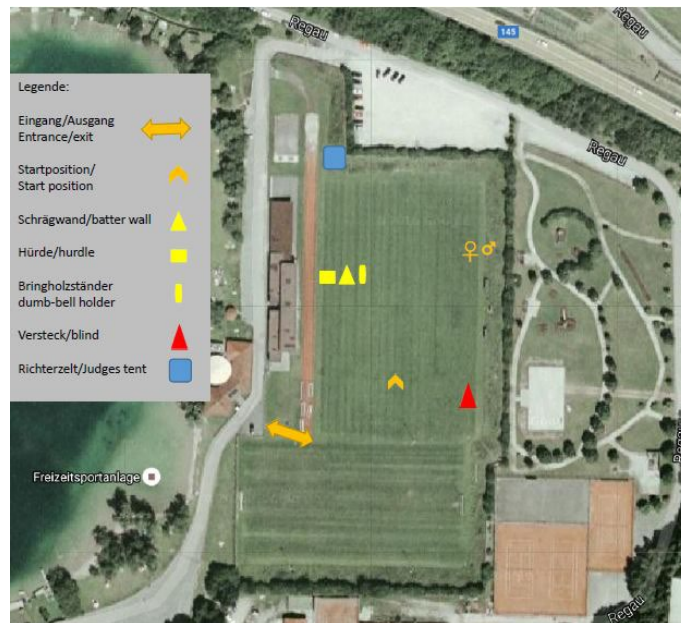 Regau
145
Regau
Legende:
Eingang/Ausgang
Entrance/exit
Startposition/
Start position
Schrägwand/batter wall
Hürde/hurdle
Bringholzständer
dumb-bell holder
Versteck/blind
Richterzelt/Judges tent
Regau
Freizeitsportanlage
Regau
Regau